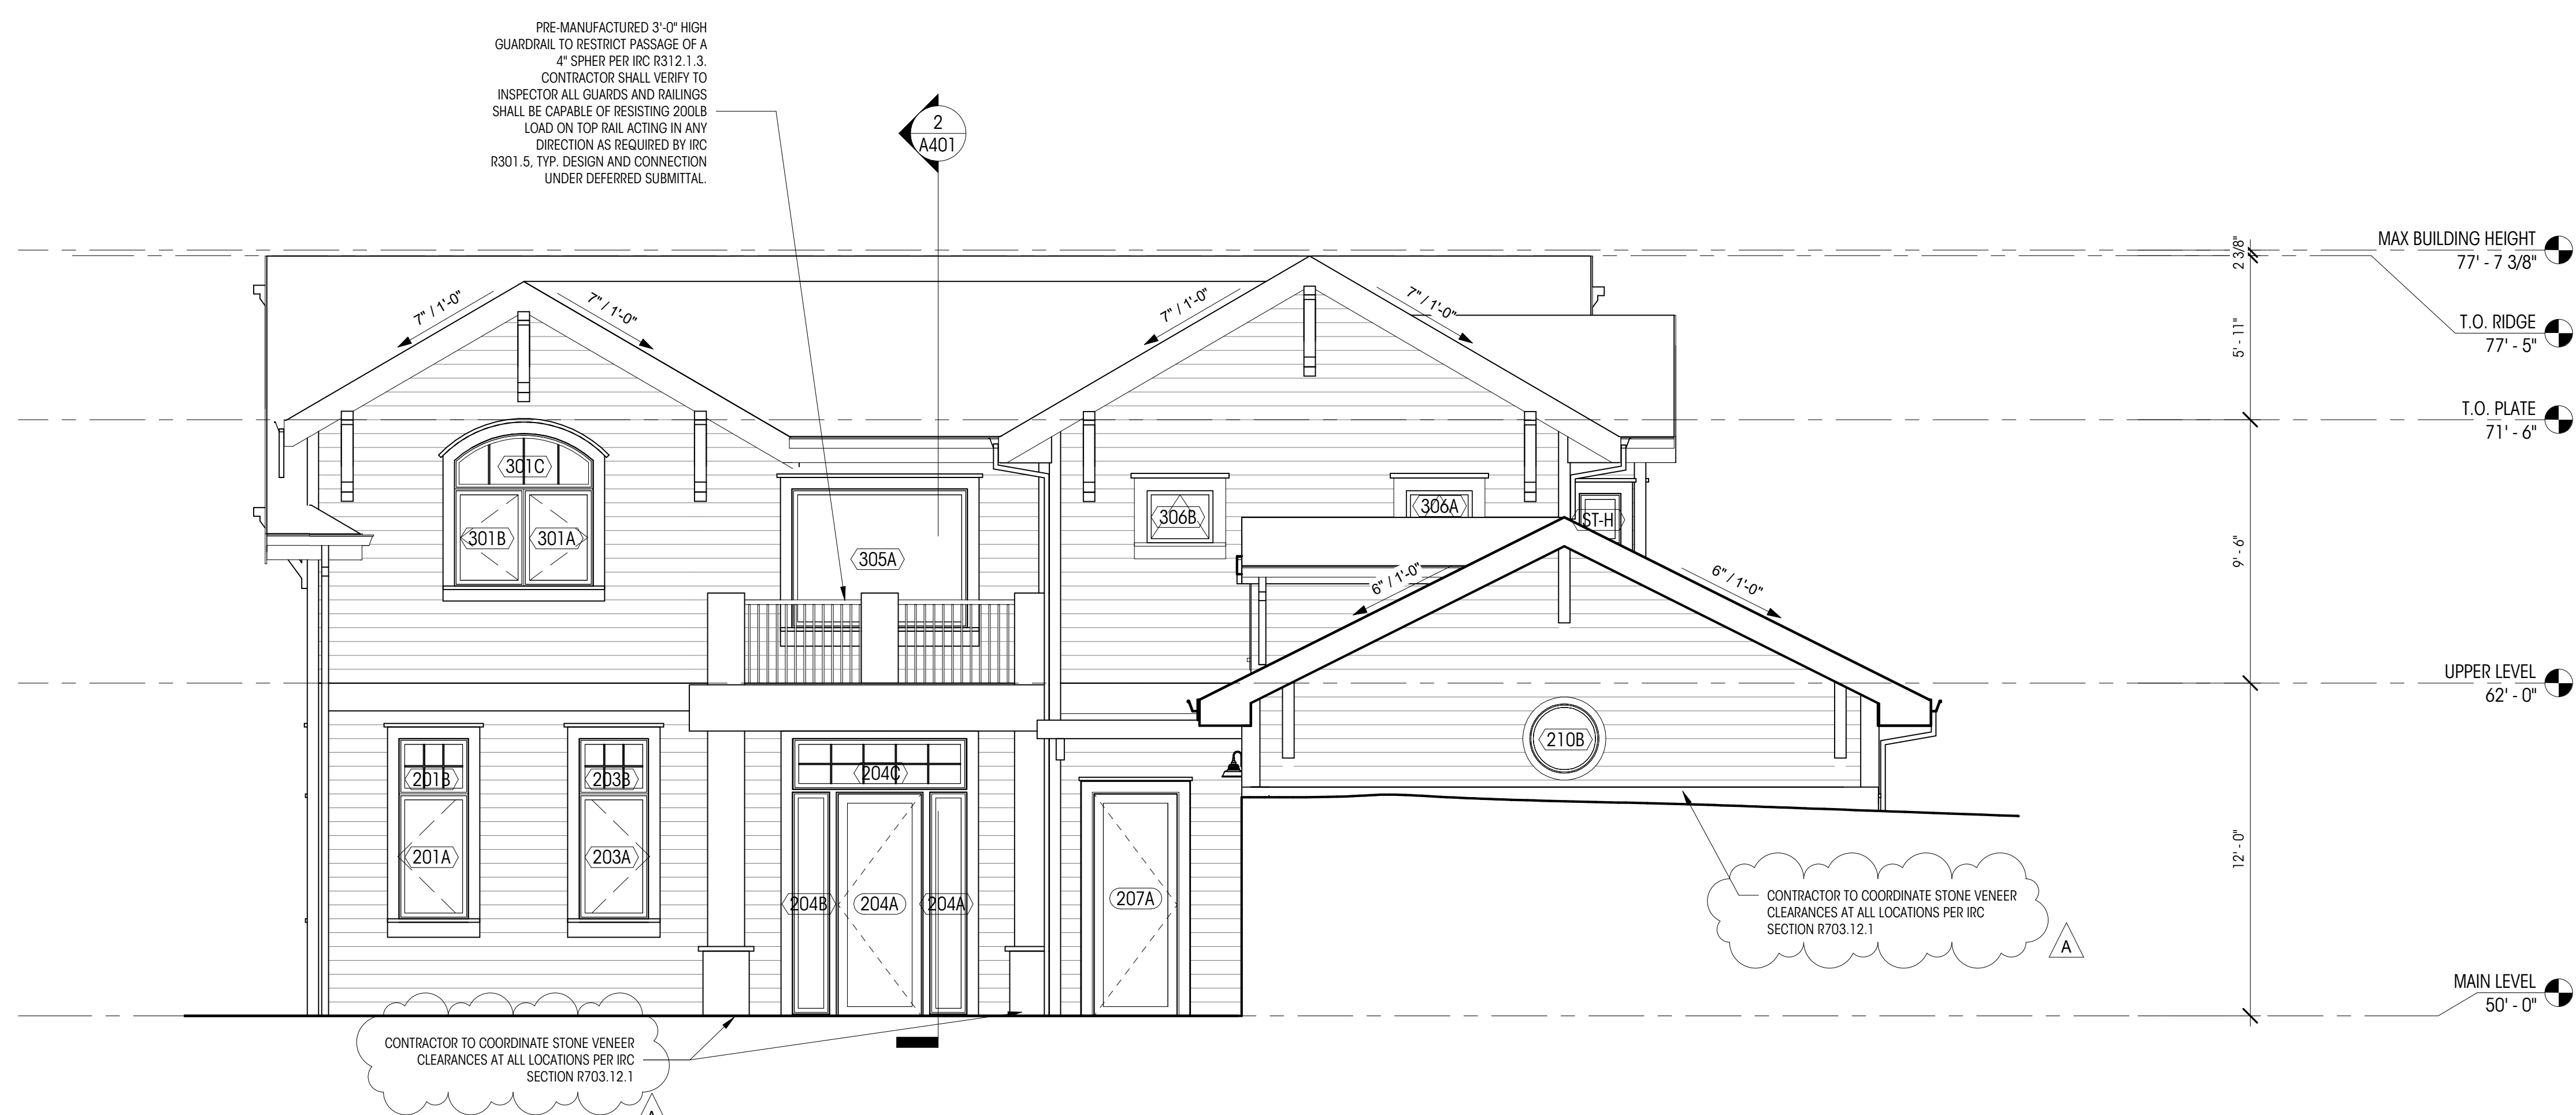 PRE-MANUFACTURED 3'-0" HIGH
GUARDRAIL TO RESTRICT PASSAGE OF A
4" SPHER PER IRC R312.1.3.
CONTRACTOR SHALL VERIFY TO
INSPECTOR ALL GUARDS AND RAILINGS
SHALL BE CAPABLE OF RESISTING 200LB
LOAD ON TOP RAIL ACTING IN ANY
DIRECTION AS REQUIRED BY IRC
R301.5, TYP. DESIGN AND CONNECTION
UNDER DEFERRED SUBMITTAL.
2
A401
MAX BUILDING HEIGHT
77' - 7 3/8"
2 3/8"
T.O. RIDGE
77' - 5"
5' - 11"
T.O. PLATE
71' - 6"
9' - 6"
UPPER LEVEL
62' - 0"
12' - 0"
MAIN LEVEL
50' - 0"
7" / 1'-0"
7" / 1'-0"
7" / 1'-0"
7" / 1'-0"
301C
301B
301A
305A
306B
306A
ST-H
6" / 1'-0"
6" / 1'-0"
210B
201B
203B
204C
201A
203A
204B
204A
204A
207A
CONTRACTOR TO COORDINATE STONE VENEER
CLEARANCES AT ALL LOCATIONS PER IRC
SECTION R703.12.1
A
CONTRACTOR TO COORDINATE STONE VENEER
CLEARANCES AT ALL LOCATIONS PER IRC
SECTION R703.12.1
A